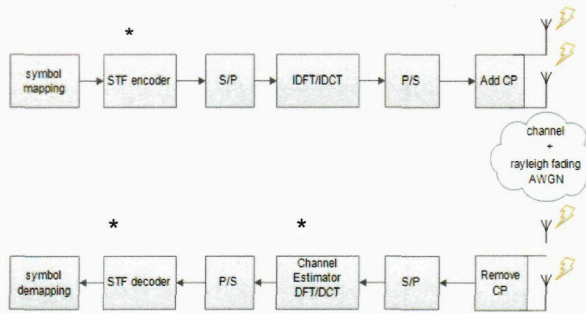 *
symbol
mapping
STF encoder
S/P
IDFT/IDCT
P/S
Add CP
channel
+
rayleigh fading
AWGN
*
*
symbol
demapping
STF decoder
P/S
Channel
Estimator
DFT/DCT
S/P
Remove
CP